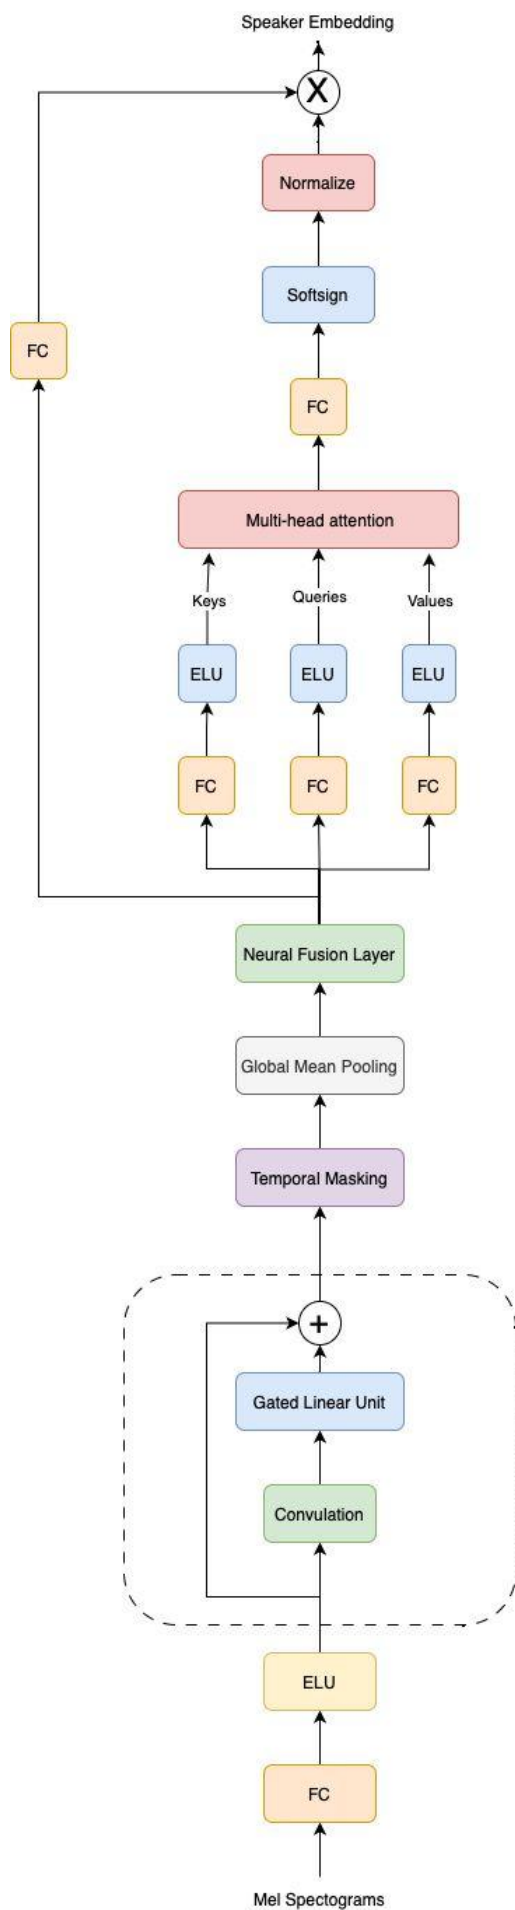 Speaker Embedding
X
Normalize
Softsign
FC
FC
Multi-head attention
Keys
Queries
Values
ELU
ELU
ELU
FC
FC
FC
Neural Fusion Layer
Global Mean Pooling
Temporal Masking
+
Gated Linear Unit
Convulation
ELU
FC
Mel Spectograms